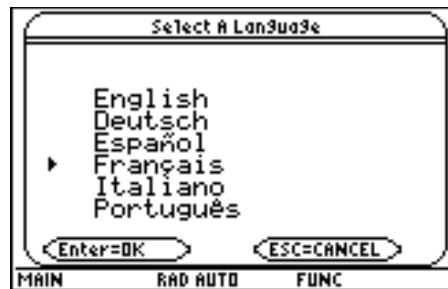 Select A Language
English
Deutsch
Español
Français
Italiano
Português
Enter=OK ESC=CANCEL
MAIN RAD AUTO FUNC